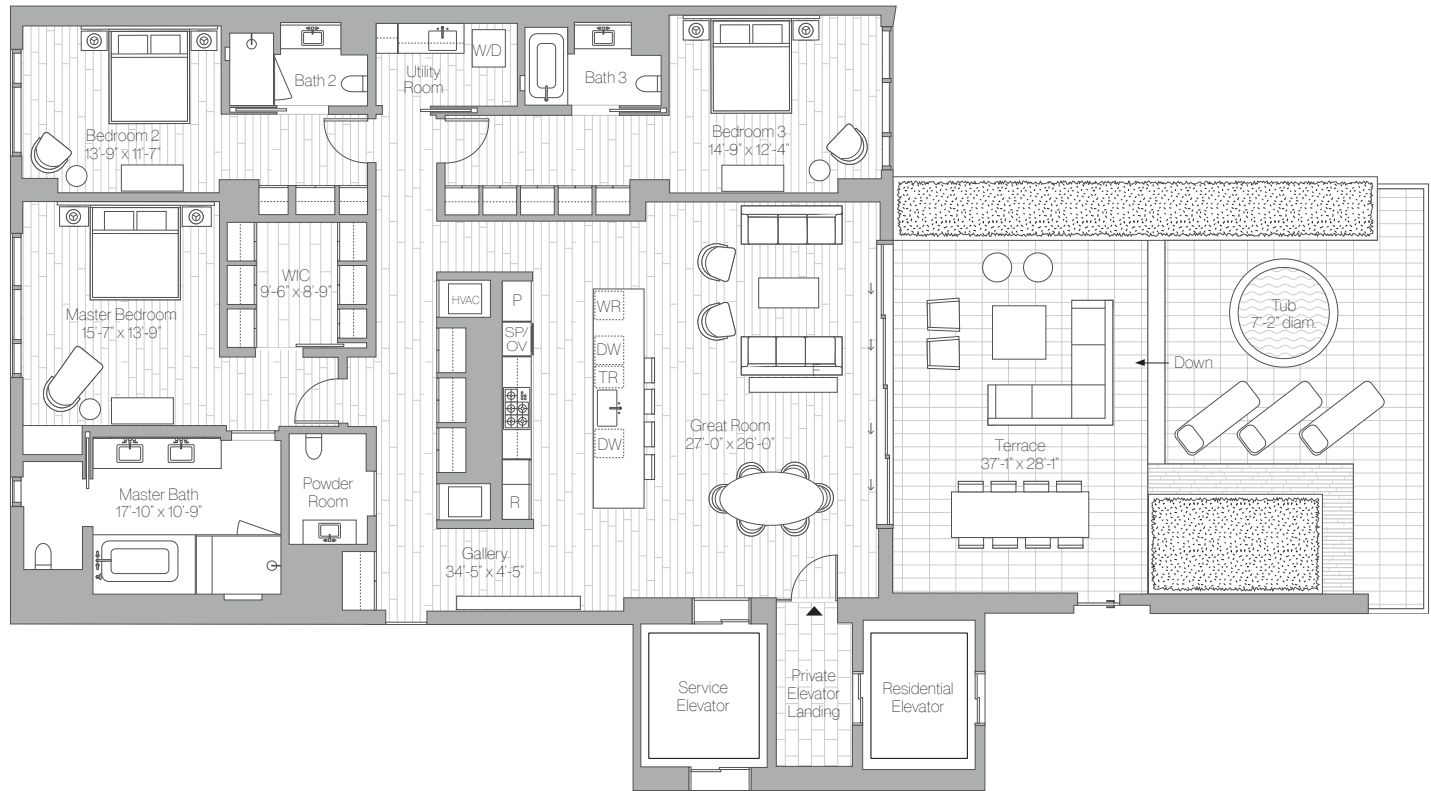 W/D
Bath 2
Utility
Room
Bath 3
Bedroom 2
13'-9" x 11'-7"
Bedroom 3
14'-9" x 12'-4"
WIC
9'-6" x 8'-9"
Master Bedroom
15'-7" x 13'-9"
HVAC
P
SP/
OV
WR
DW
TR
DW
R
Great Room
27'-0" x 26'-0"
Tub
7'-2" diam.
Down
Terrace
37'-1" x 28'-1"
Master Bath
17'-10" x 10'-9"
Powder
Room
Gallery
34'-5" x 4'-5"
Service
Elevator
Private
Elevator
Landing
Residential
Elevator